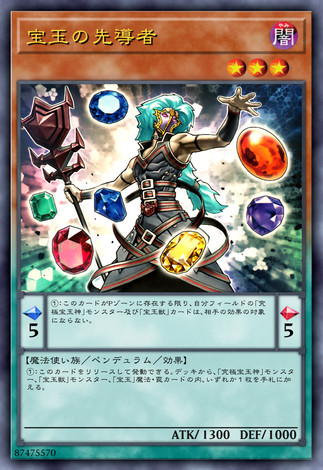 宝玉の先導者
闇
やみ
①:このカードがPゾーンに存在する限り、自分フィールドの「究
極宝玉神」モンスター及び「宝玉獣」カードは、相手の効果の対象
にならない。
5
5
【魔法使い族／ペンデュラム／効果】
①:このカードをリリースして発動できる。デッキから、「究極宝玉神」モンス
ター、「宝玉獣」モンスター、「宝玉」魔法・罠カードの内、いずれか1枚を手札に加
える。
ATK/1300 DEF/1000
87475570